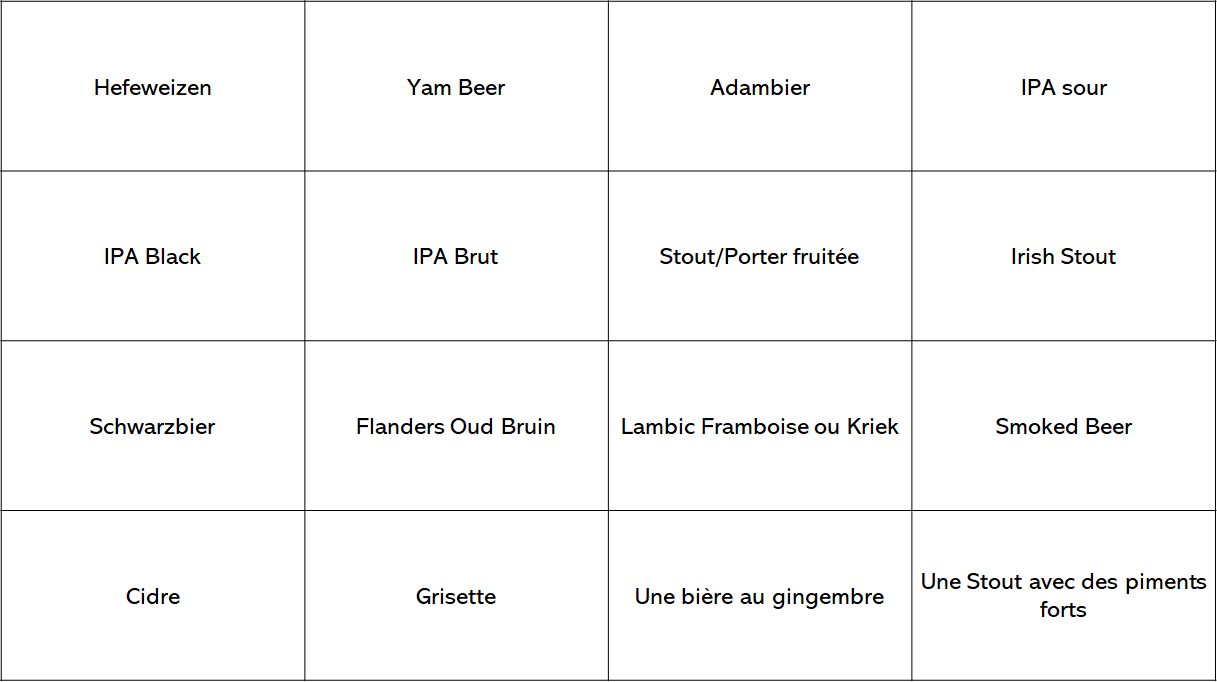 Hefeweizen
Yam Beer
Adambier
IPA sour
IPA Black
IPA Brut
Stout/Porter fruitée
Irish Stout
Schwarzbier
Flanders Oud Bruin
Lambic Framboise ou Kriek
Smoked Beer
Cidre
Grisette
Une bière au gingembre
Une Stout avec des piments
forts